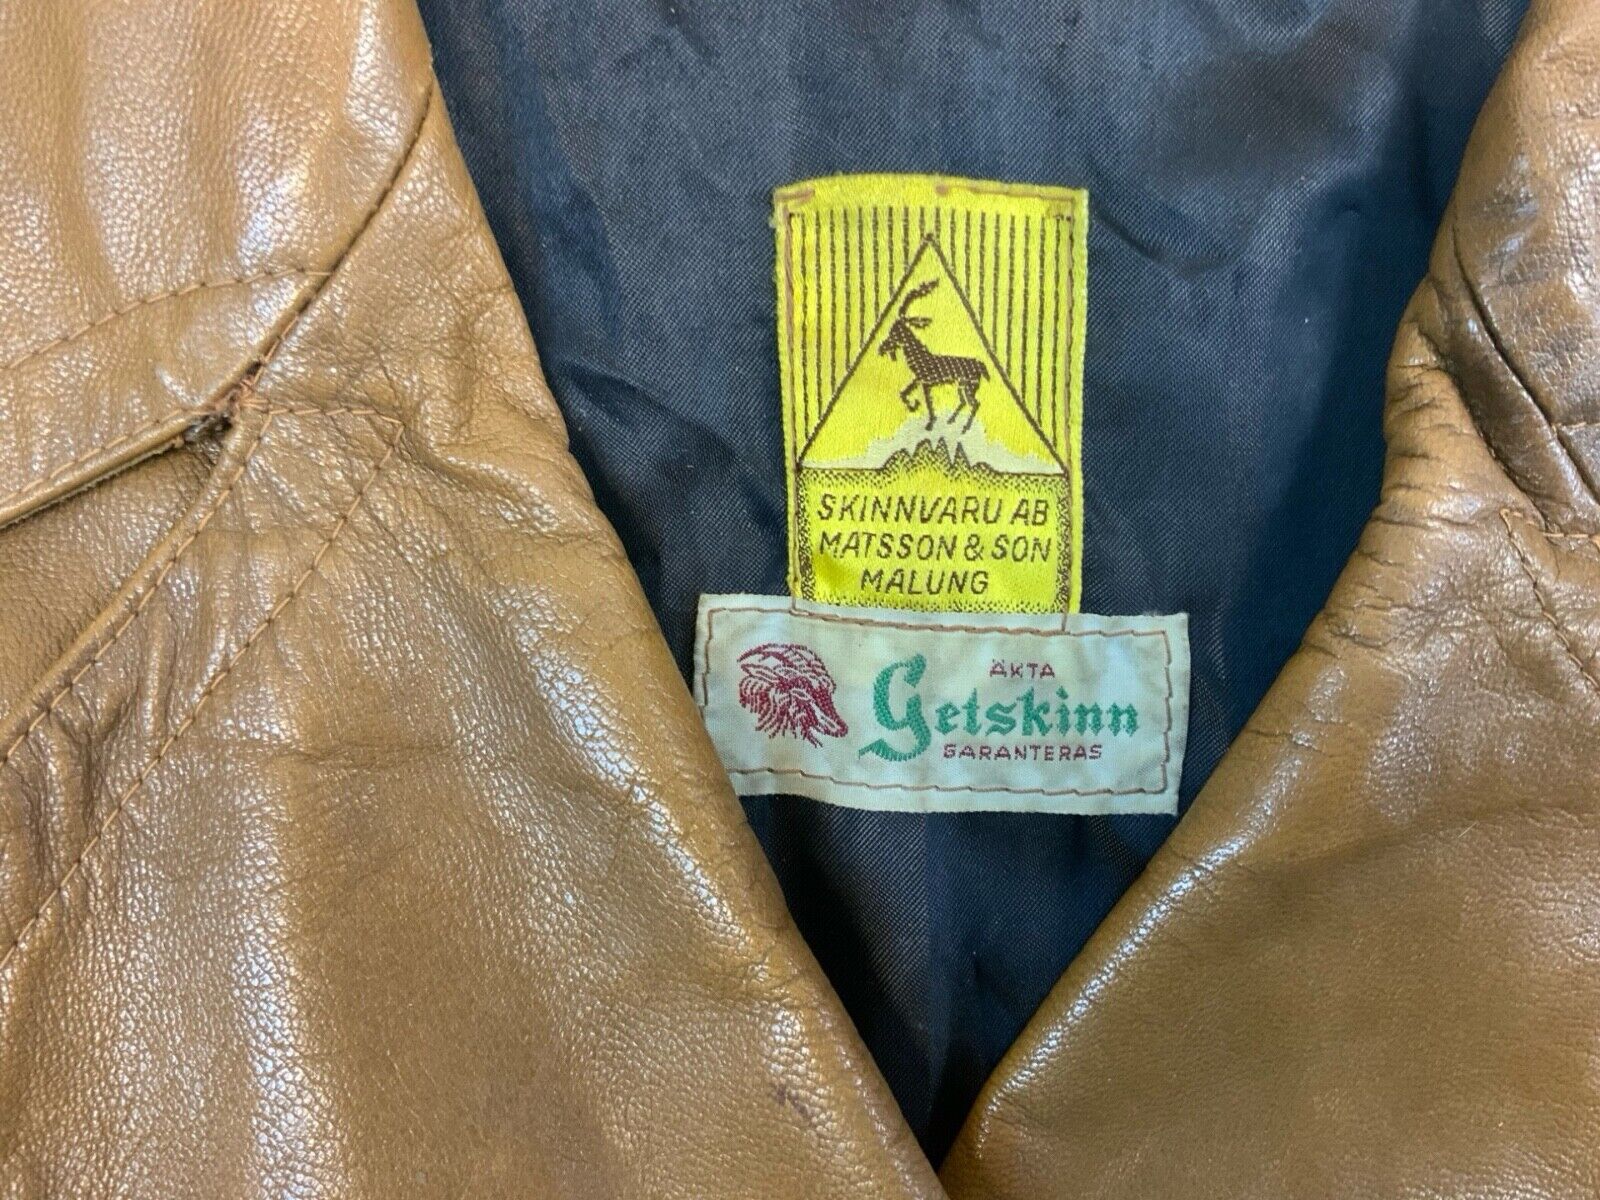 SKINNVARU AB
MATSSON & SON
MALUNG
ÄKTA
Getskinn
GARANTERAS